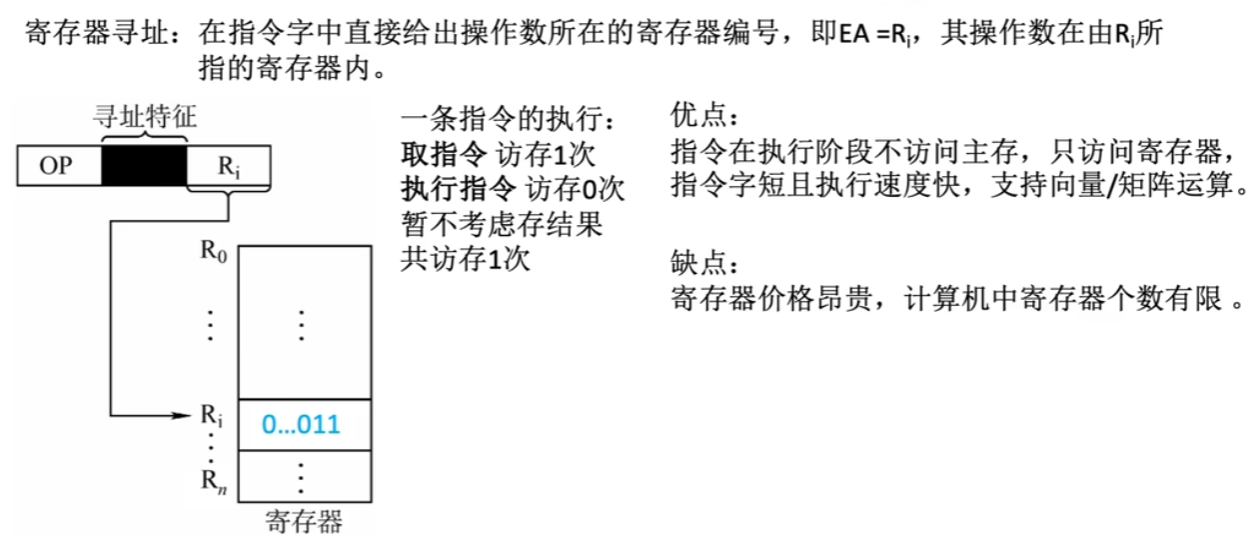 寄存器寻址：在指令字中直接给出操作数所在的寄存器编号，即EA =Ri，其操作数在由Ri所
指的寄存器内。
寻址特征
OP
Ri
R0
⋮
⋮
Ri
0...011
⋮
Rn
⋮
寄存器
一条指令的执行：
取指令 访存1次
执行指令 访存0次
暂不考虑存结果
共访存1次
优点：
指令在执行阶段不访问主存，只访问寄存器，
指令字短且执行速度快，支持向量/矩阵运算。
缺点：
寄存器价格昂贵，计算机中寄存器个数有限 。